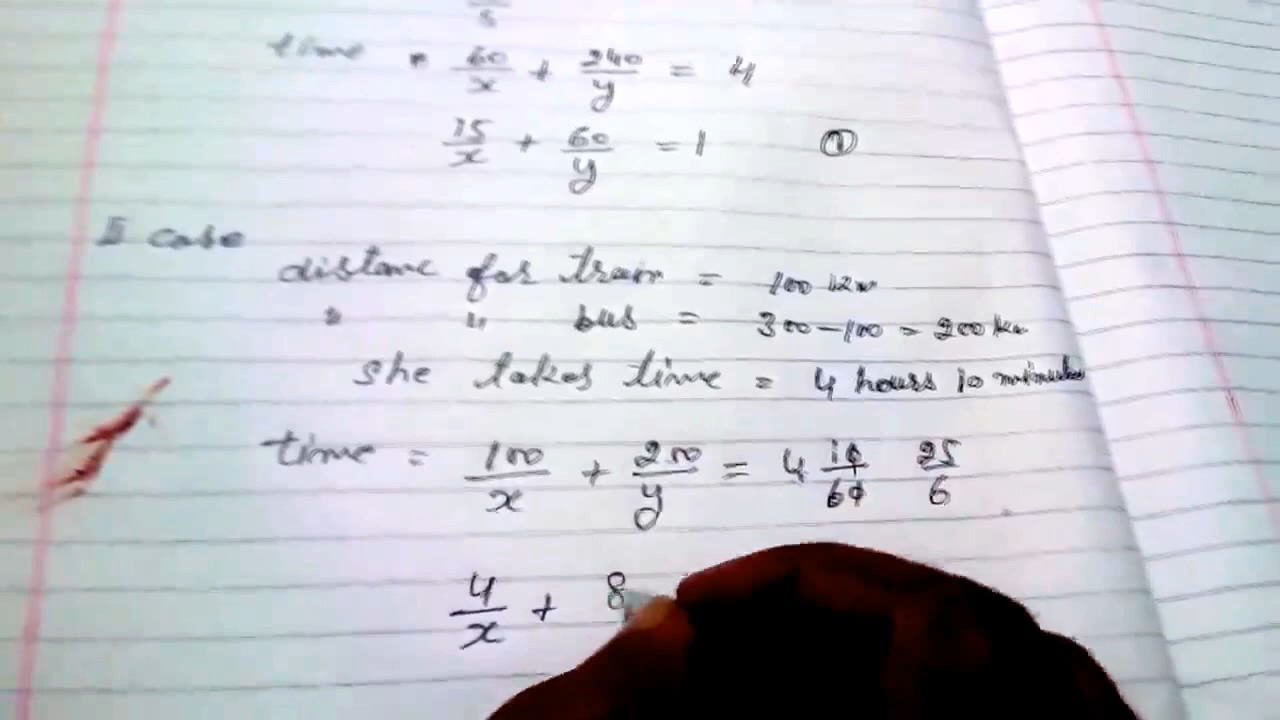 5
time = 60/x + 240/y = 4
15/x + 60/y = 1 ①
II case
distance for train = 100 km
" " bus = 300 - 100 = 200 km
she takes time = 4 hours 10 minutes
time = 100/x + 200/y = 4 10/60 25/6
4/x + 8